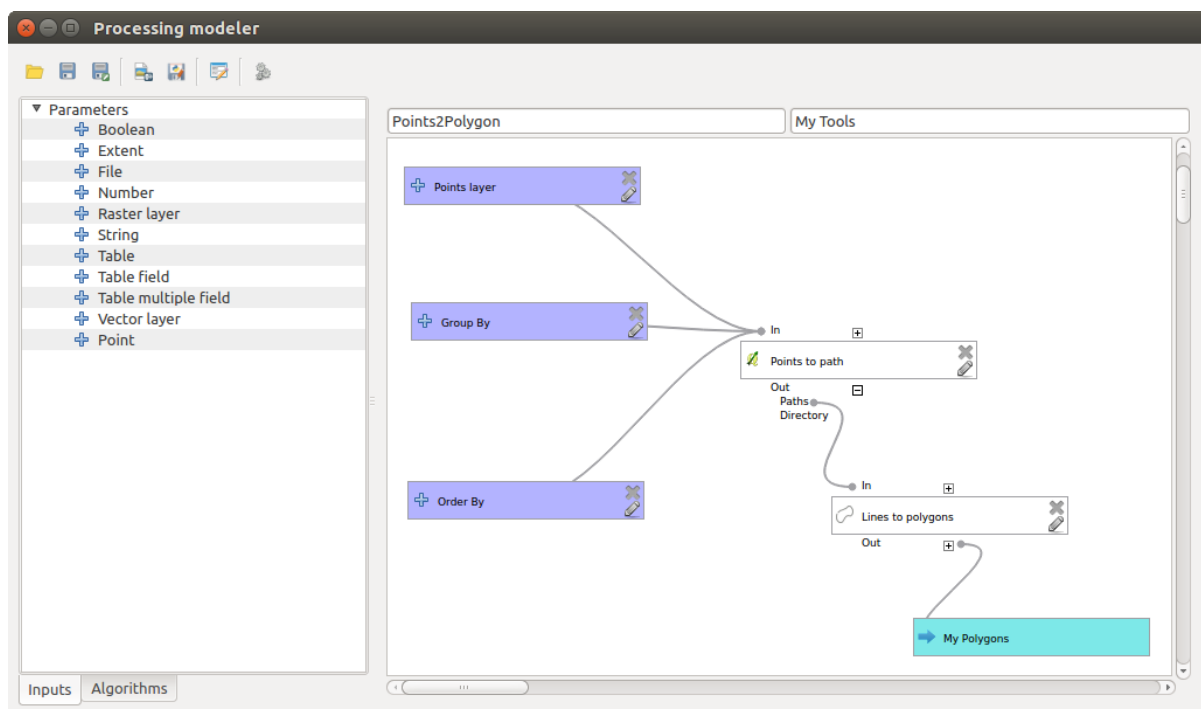 Processing modeler
Parameters
Boolean
Extent
File
Number
Raster layer
String
Table
Table field
Table multiple field
Vector layer
Point
Inputs
Algorithms
Points2Polygon
My Tools
Points layer
Group By
Order By
In
Points to path
Out
Paths
Directory
In
Lines to polygons
Out
My Polygons